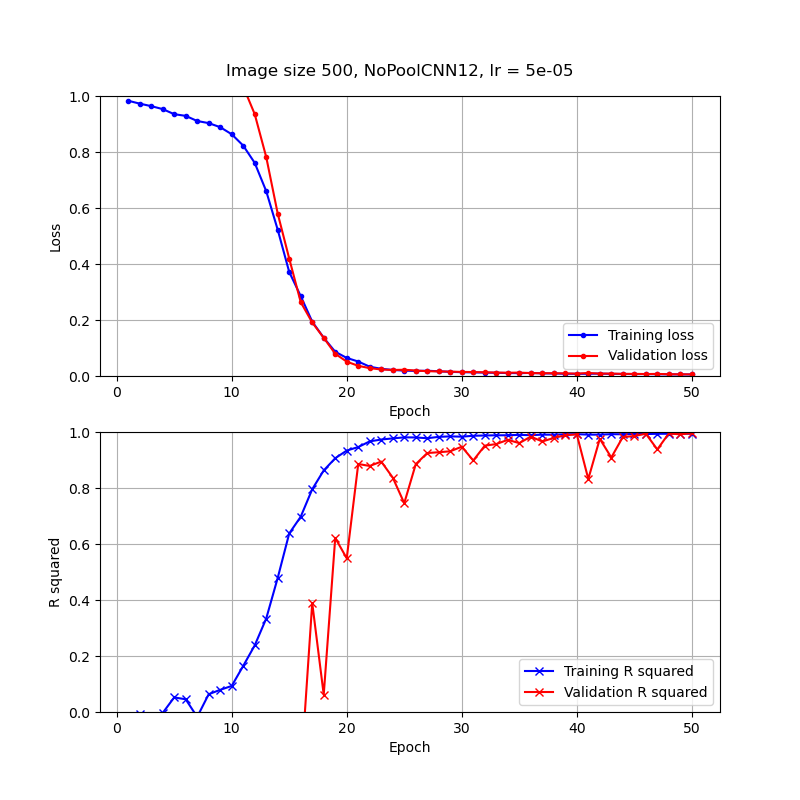 Image size 500, NoPoolCNN12, lr = 5e-05
1.0
0.8
0.6
0.4
0.2
0.0
Loss
0 10 20 30 40 50
Epoch
Training loss
Validation loss
1.0
0.8
0.6
0.4
0.2
0.0
R squared
0 10 20 30 40 50
Epoch
Training R squared
Validation R squared